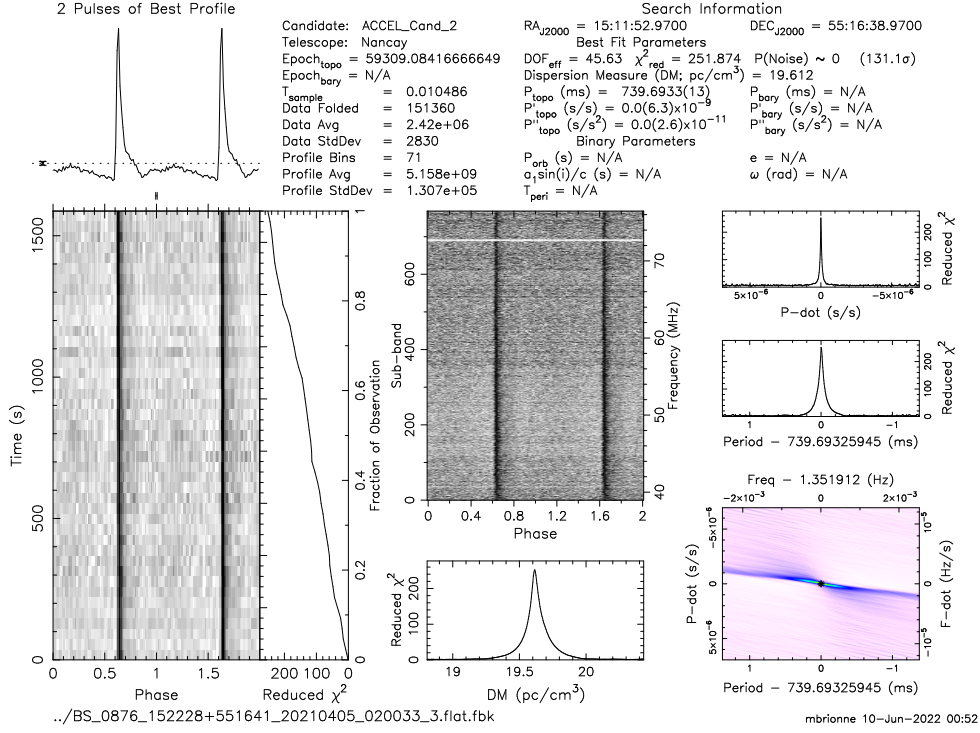 2 Pulses of Best Profile
Search Information
Candidate: ACCEL_Cand_2
RA_J2000 = 15:11:52.9700
DEC_J2000 = 55:16:38.9700
Telescope: Nancay
Best Fit Parameters
Epoch_topo = 59309.08416666649
DOF_eff = 45.63 χ²_red = 251.874 P(Noise) ~ 0 (131.1σ)
Epoch_bary = N/A
Dispersion Measure (DM; pc/cm³) = 19.612
T_sample = 0.010486
P_topo (ms) = 739.6933(13)
P_bary (ms) = N/A
Data Folded = 151360
P'_topo (s/s) = 0.0(6.3)x10⁻⁹
P'_bary (s/s) = N/A
Data Avg = 2.42e+06
P''_topo (s/s²) = 0.0(2.6)x10⁻¹¹
P''_bary (s/s²) = N/A
Data StdDev = 2830
Binary Parameters
Profile Bins = 71
P_orb (s) = N/A
e = N/A
Profile Avg = 5.158e+09
a₁sin(i)/c (s) = N/A
ω (rad) = N/A
Profile StdDev = 1.307e+05
T_peri = N/A
0 500 1000 1500
Time (s)
0 0.5 1 1.5
Phase
200 100 0
Reduced χ²
0 0.2 0.4 0.6 0.8 1
Fraction of Observation
0 200 400 600
Sub-band
40 50 60 70
Frequency (MHz)
0 0.4 0.8 1.2 1.6 2
Phase
0 100 200
Reduced χ²
19 19.5 20
DM (pc/cm³)
0 100 200
Reduced χ²
5×10⁻⁶ 0 −5×10⁻⁶
P-dot (s/s)
0 100 200
Reduced χ²
1 0 −1
Period - 739.69325945 (ms)
Freq - 1.351912 (Hz)
−2×10⁻³ 0 2×10⁻³
−5×10⁻⁶ 0 5×10⁻⁶
P-dot (s/s)
10⁻⁵ 0 −10⁻⁵
F-dot (Hz/s)
1 0 −1
Period - 739.69325945 (ms)
../BS_0876_152228+551641_20210405_020033_3.flat.fbk
mbrionne 10-Jun-2022 00:52